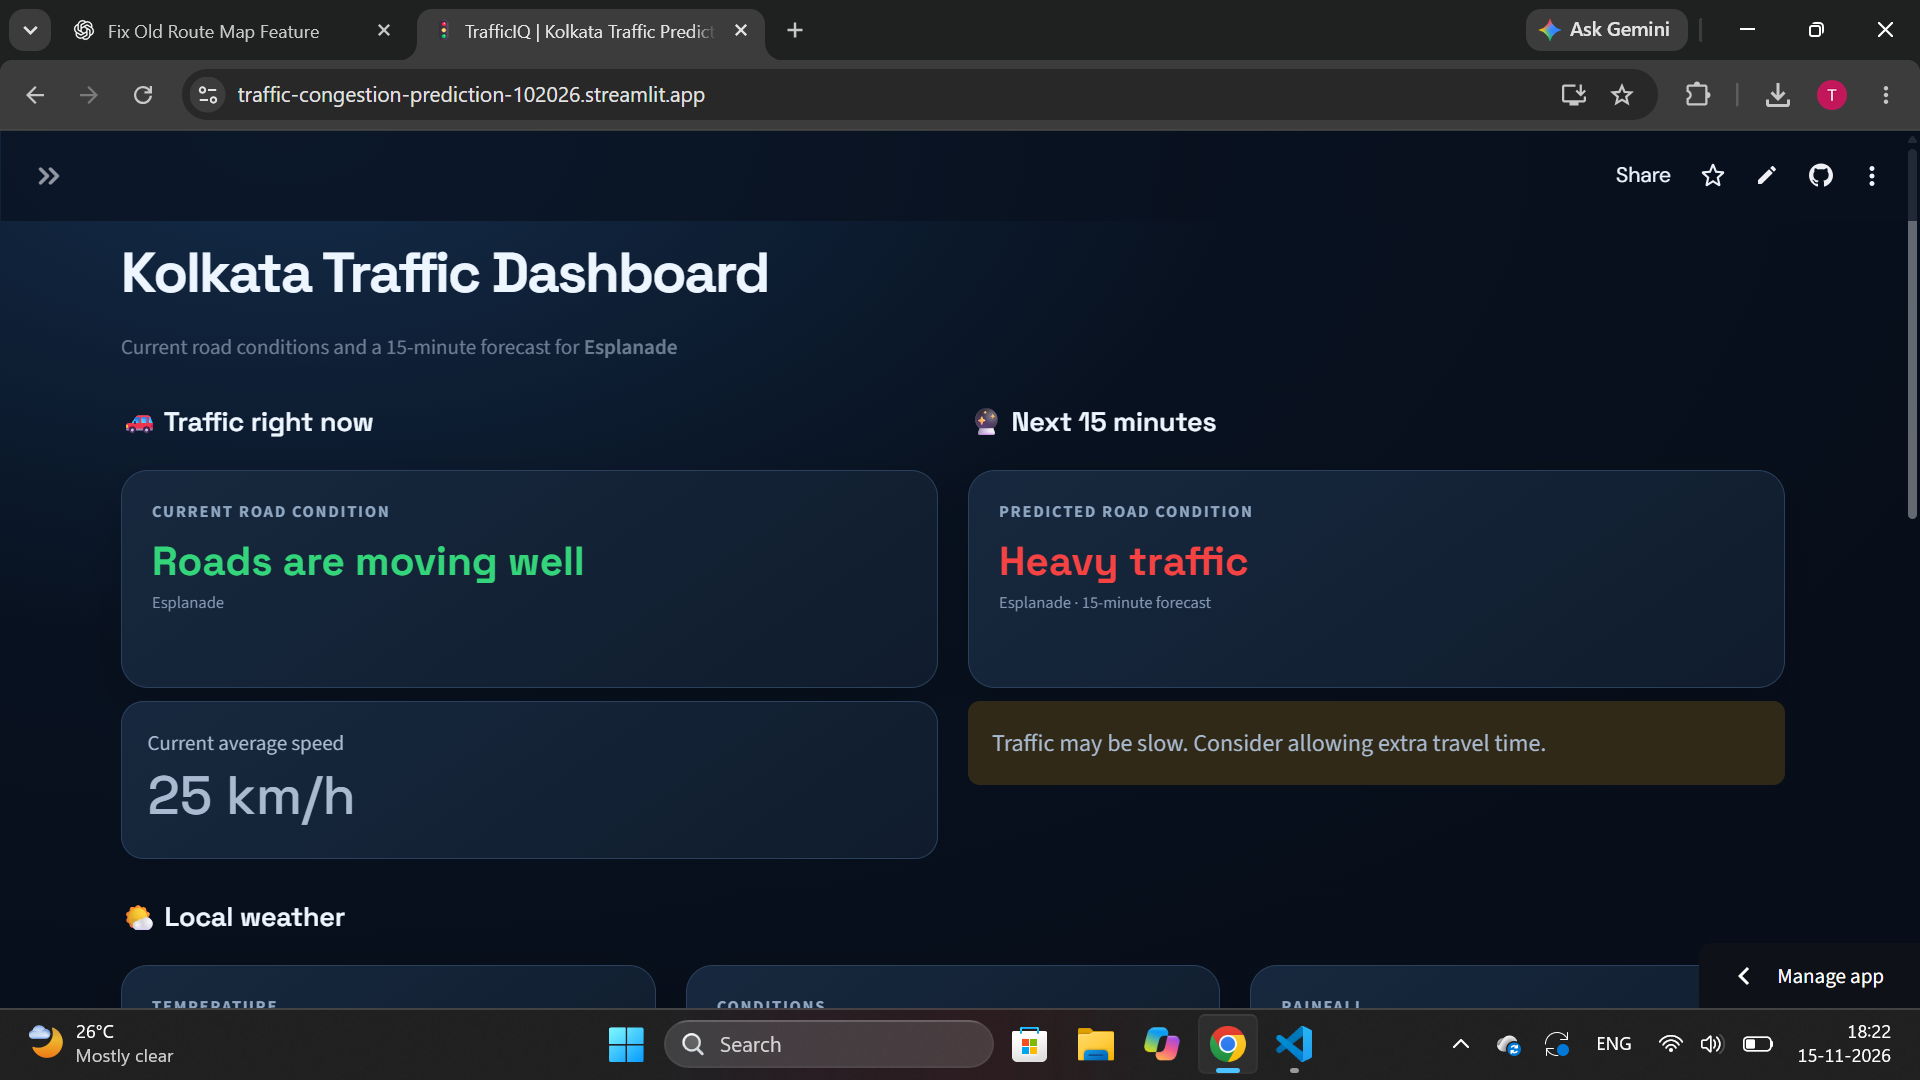 Fix Old Route Map Feature
TrafficIQ | Kolkata Traffic Predict
Ask Gemini
traffic-congestion-prediction-102026.streamlit.app
T
Share
Kolkata Traffic Dashboard
Current road conditions and a 15-minute forecast for Esplanade
Traffic right now
Next 15 minutes
CURRENT ROAD CONDITION
Roads are moving well
Esplanade
PREDICTED ROAD CONDITION
Heavy traffic
Esplanade · 15-minute forecast
Current average speed
25 km/h
Traffic may be slow. Consider allowing extra travel time.
Local weather
TEMPERATURE
CONDITIONS
RAINFALL
Manage app
26°C
Mostly clear
Search
ENG
18:22
15-11-2026